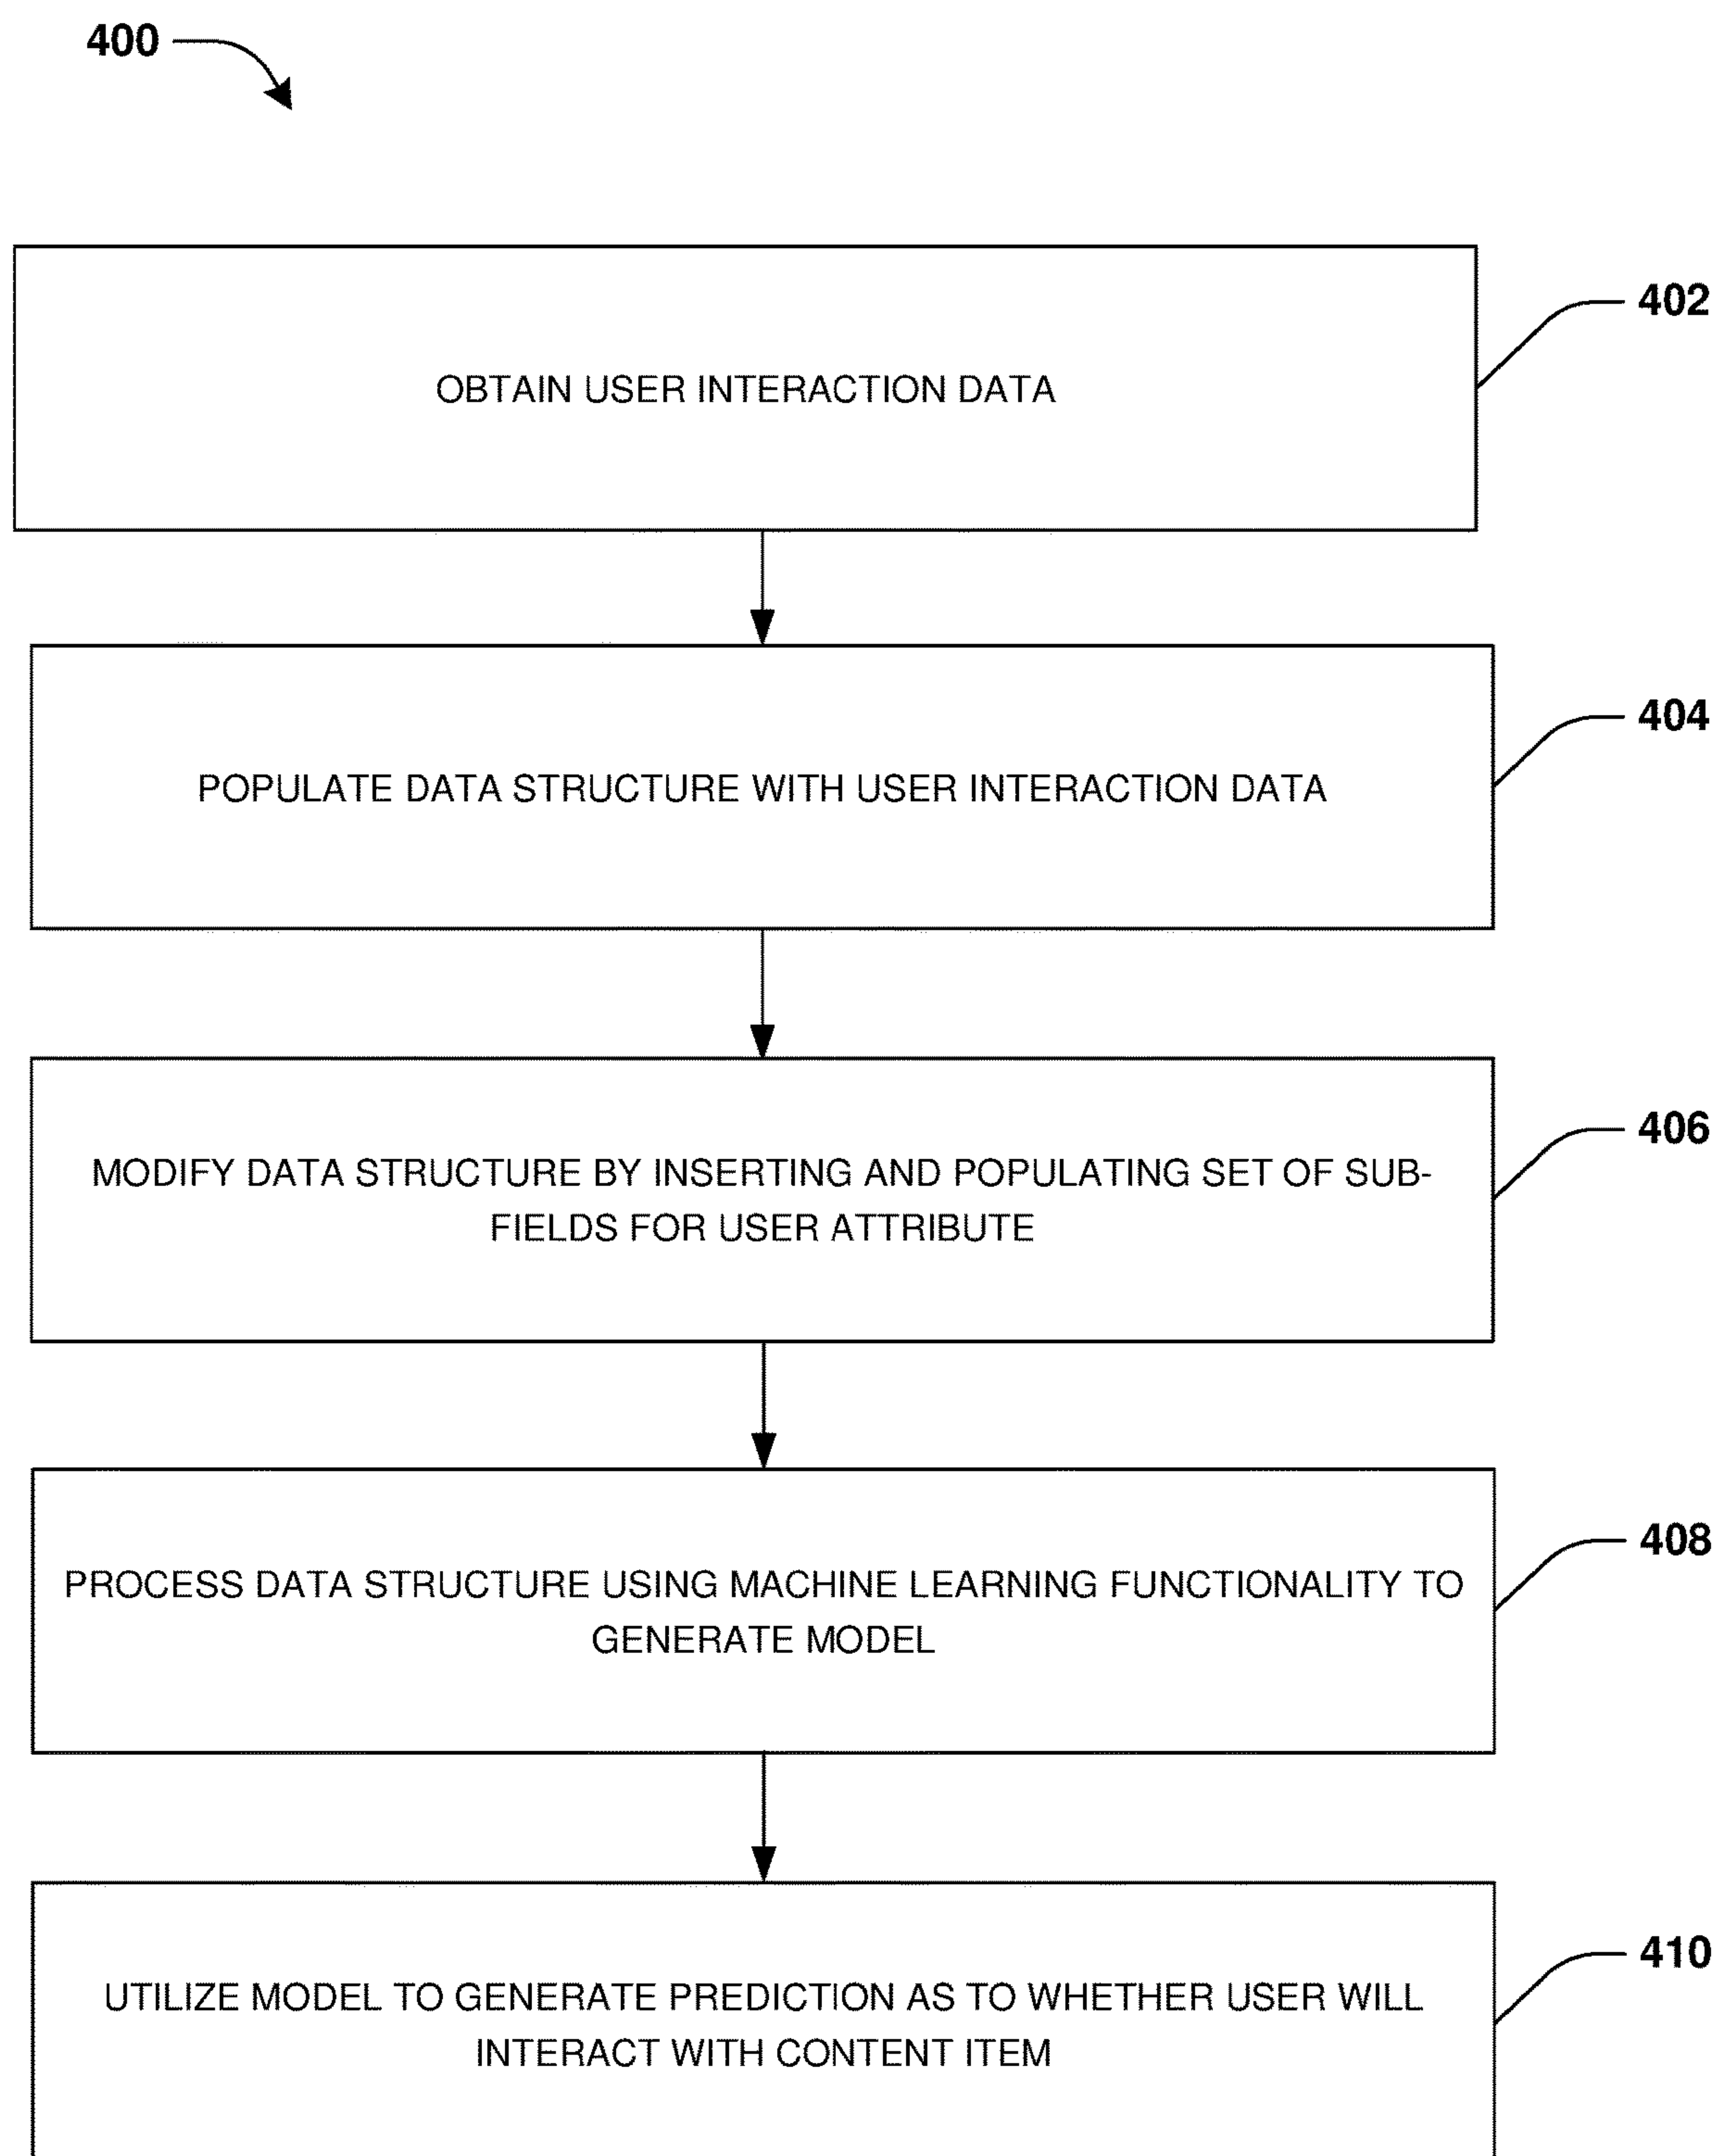 400
402
OBTAIN USER INTERACTION DATA
404
POPULATE DATA STRUCTURE WITH USER INTERACTION DATA
406
MODIFY DATA STRUCTURE BY INSERTING AND POPULATING SET OF SUB-
FIELDS FOR USER ATTRIBUTE
408
PROCESS DATA STRUCTURE USING MACHINE LEARNING FUNCTIONALITY TO
GENERATE MODEL
410
UTILIZE MODEL TO GENERATE PREDICTION AS TO WHETHER USER WILL
INTERACT WITH CONTENT ITEM